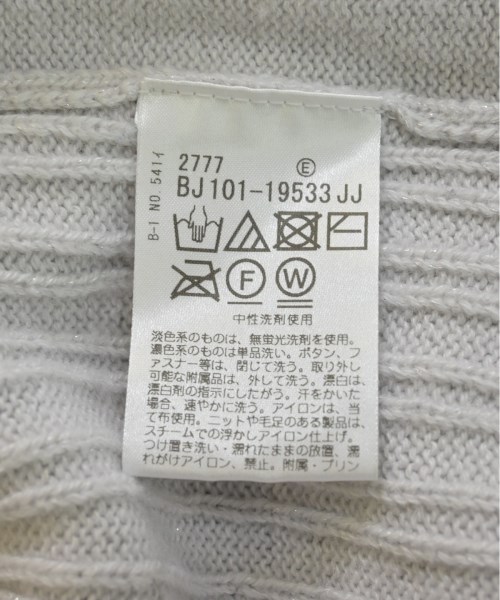 B-I NO.541イ
2777 Ⓔ
BJ101-19533JJ
F W
中性洗剤使用
淡色系のものは、無蛍光洗剤を使用。
濃色系のものは単品洗い。ボタン、フ
ァスナー等は、閉じて洗う。取り外し
可能な附属品は、外して洗う。漂白は、
漂白剤の指示にしたがう。汗をかいた
場合、速やかに洗う。アイロンは、当
て布使用。ニットや毛足のある製品は、
スチームでの浮かしアイロン仕上げ。
つけ置き洗い・濡れたままの放置、濡
れがけアイロン、禁止。附属・プリン